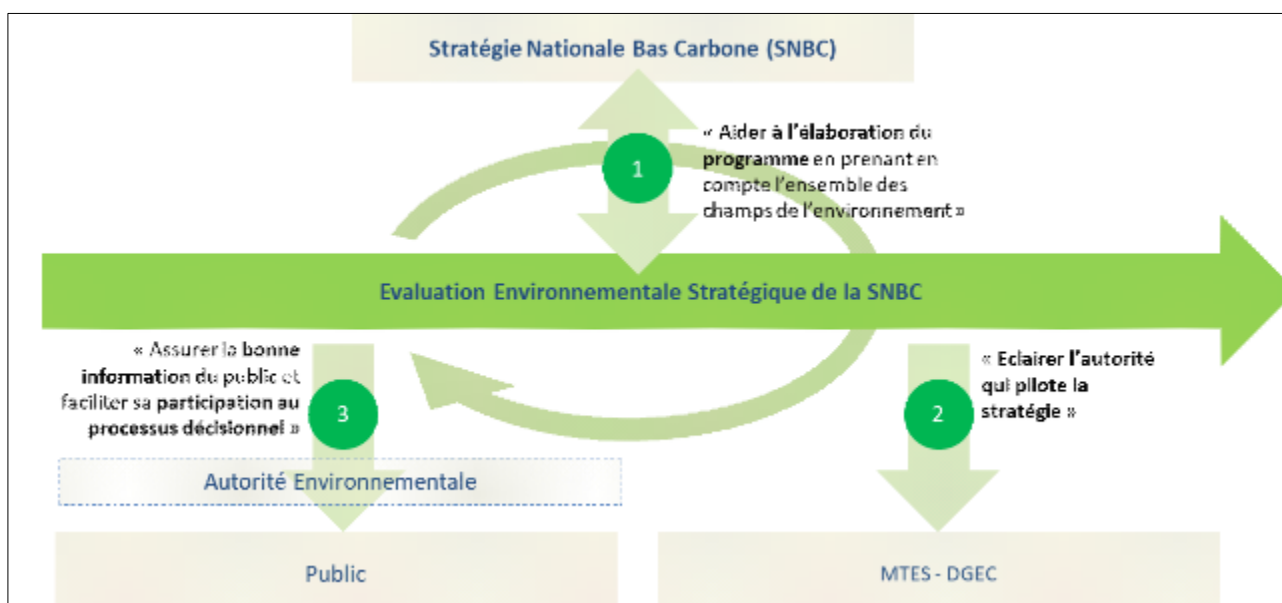 Stratégie Nationale Bas Carbone (SNBC)
1
« Aider à l'élaboration du
programme en prenant en
compte l'ensemble des
champs de l'environnement »
Evaluation Environnementale Stratégique de la SNBC
« Assurer la bonne
information du public et
faciliter sa participation au
processus décisionnel »
3
« Eclairer l'autorité
qui pilote la
stratégie »
2
Autorité Environnementale
Public
MTES - DGEC